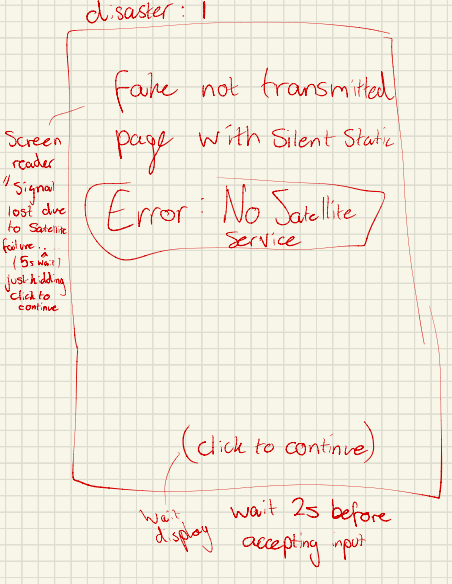 disaster: 1
fake not transmitted
page with Silent Static
Error: No Satellite
Service
Screen
reader
"Signal
lost due
to Satellite
failure..
(5s wait)
just kidding
click to
continue
(click to continue)
wait
display
wait 2s before
accepting input